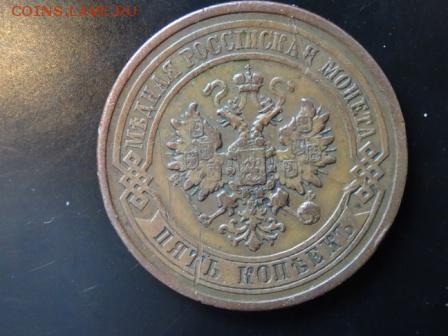 COINS.LAVE.RU
МѢДНАЯ РОССІЙСКАЯ МОНЕТА
ПЯТЬ КОПѢЕКЪ